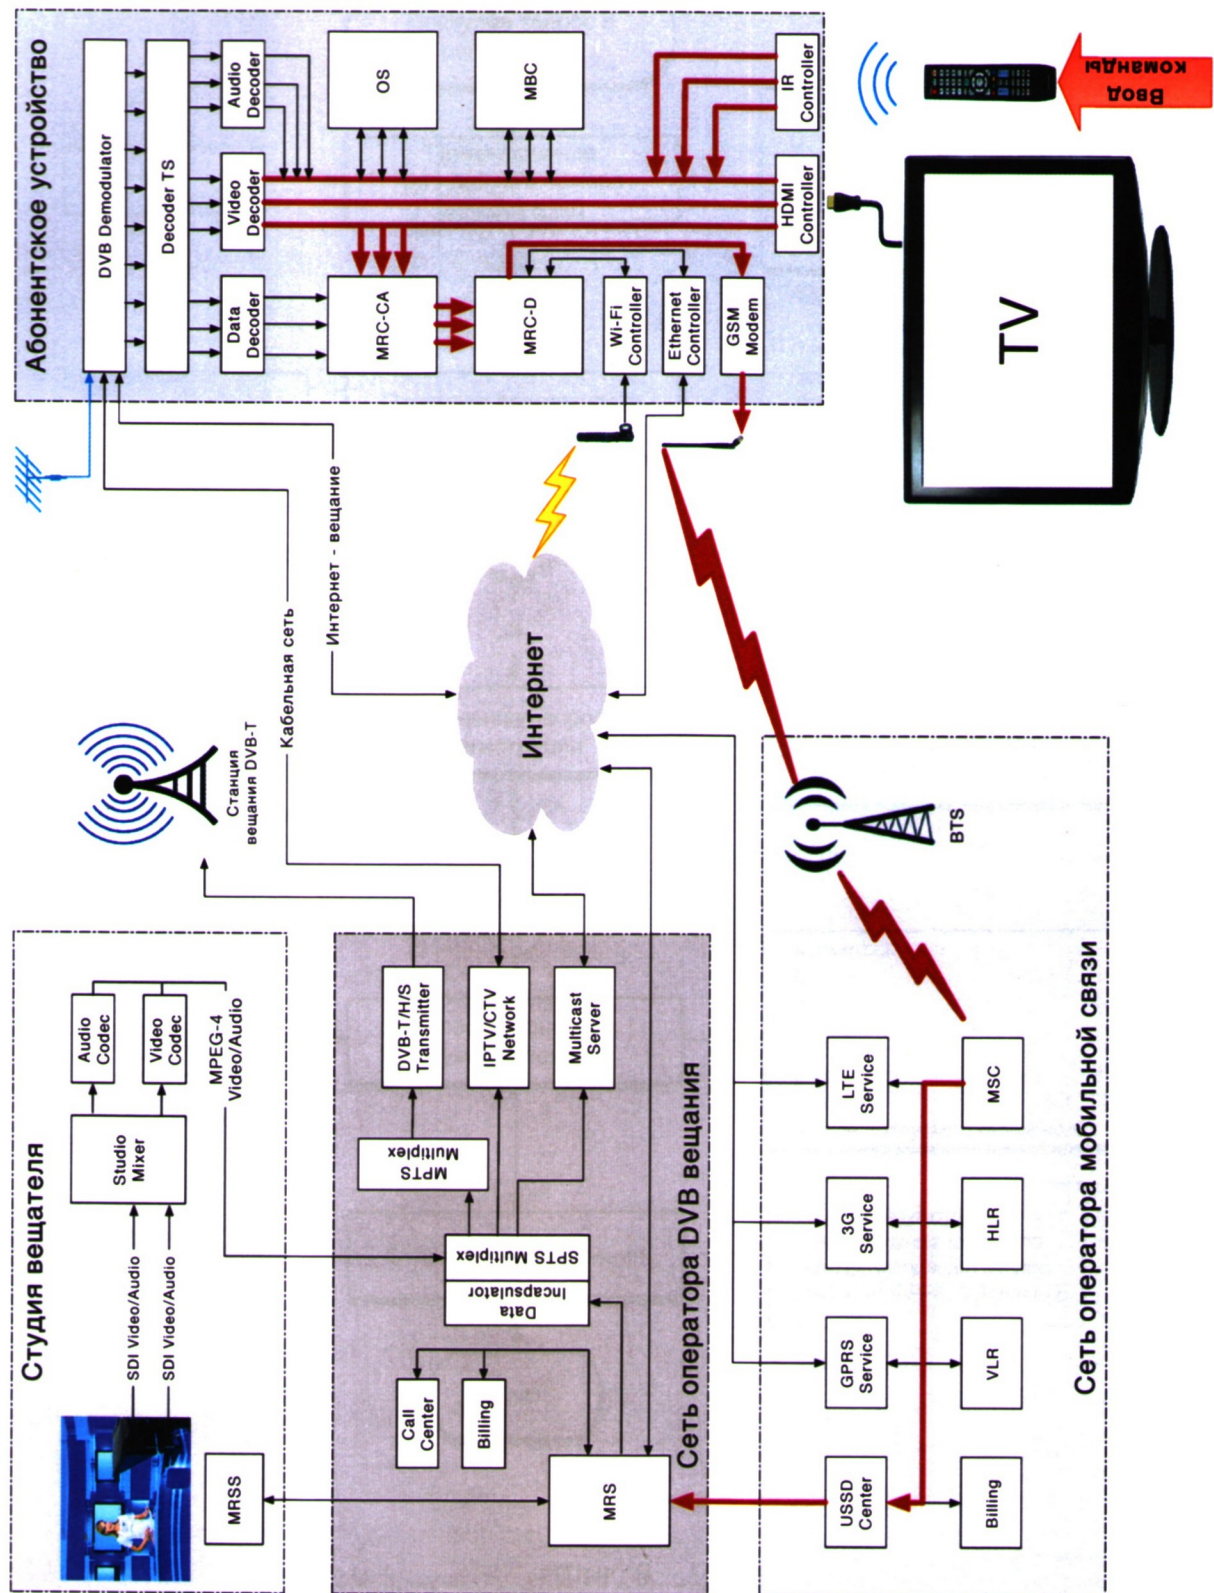 Студия вещателя
SDI Video/Audio
SDI Video/Audio
MRSS
Studio
Mixer
Audio
Codec
Video
Codec
MPEG-4
Video/Audio
Станция
вещания DVB-T
Кабельная сеть
Интернет - вещание
Абонентское устройство
DVB Demodulator
Decoder TS
Data
Decoder
Video
Decoder
Audio
Decoder
MRC-CA
OS
MRC-D
MBC
Wi-Fi
Controller
Ethernet
Controller
GSM
Modem
HDMI
Controller
IR
Controller
Ввод
команды
TV
Интернет
Call
Center
Billing
MRS
Data
Incapsulator
SPTS Multiplex
MPTS
Multiplex
DVB-T/H/S
Transmitter
IPTV/CTV
Network
Multicast
Server
Сеть оператора DVB вещания
USSD
Center
GPRS
Service
3G
Service
LTE
Service
BTS
Billing
VLR
HLR
MSC
Сеть оператора мобильной связи